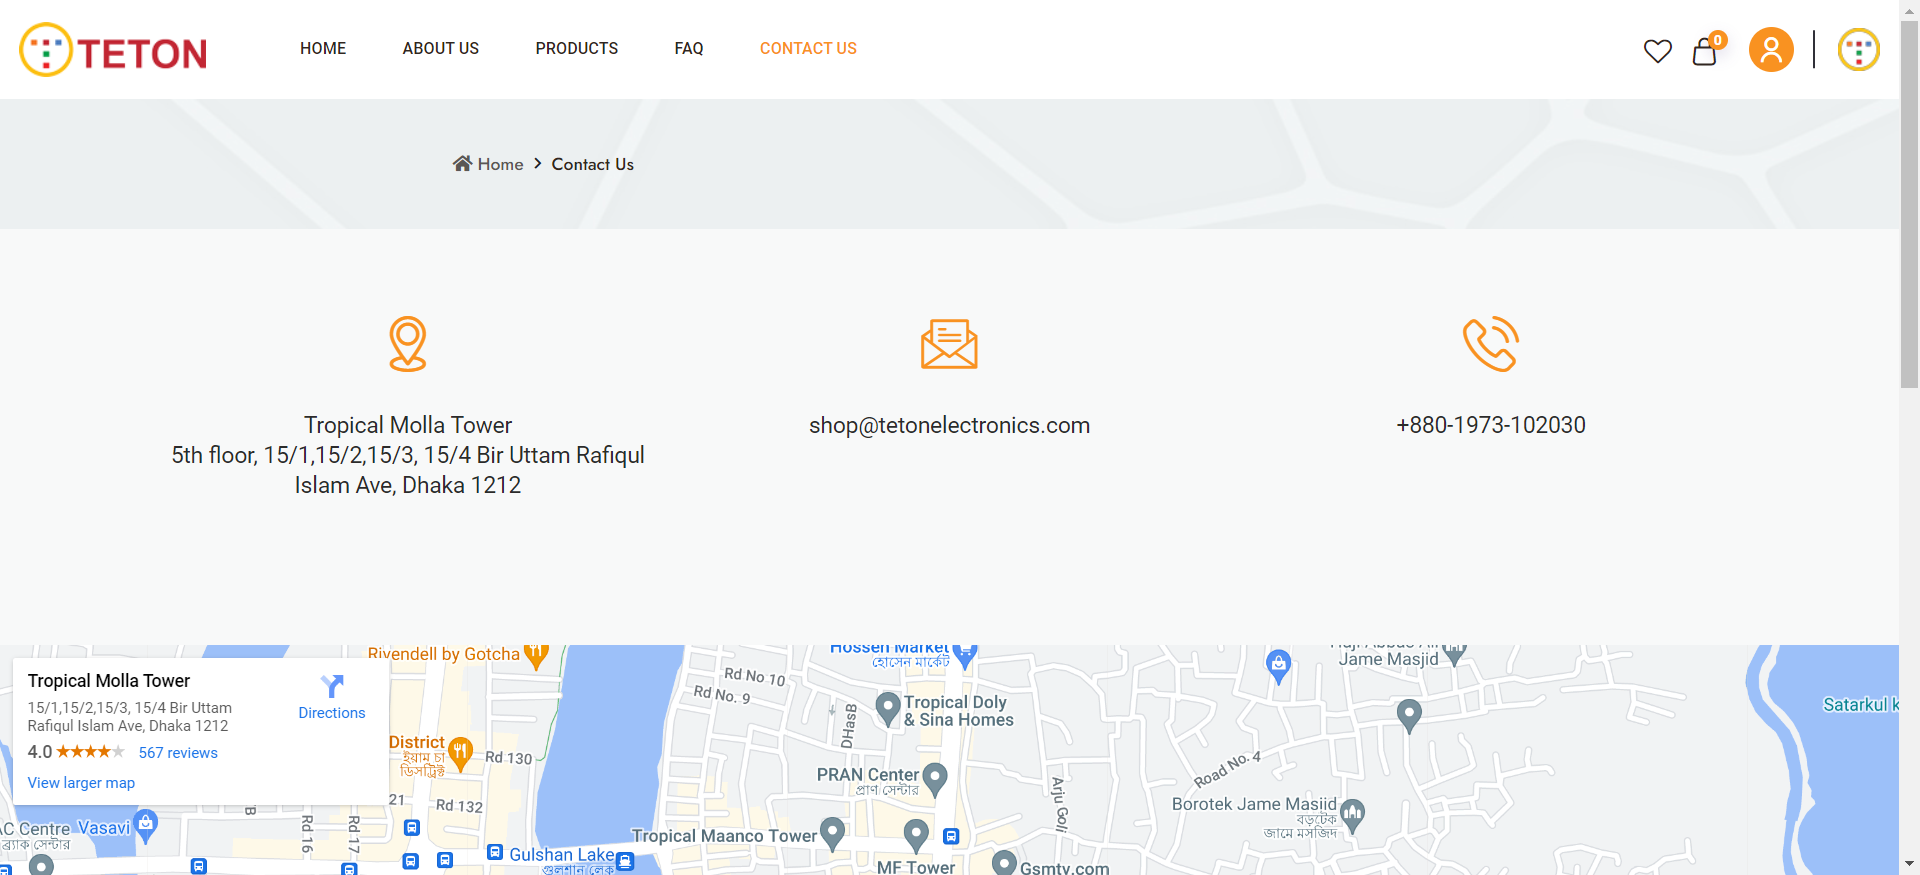 TETON
HOME
ABOUT US
PRODUCTS
FAQ
CONTACT US
0
Home
Contact Us
Tropical Molla Tower
5th floor, 15/1,15/2,15/3, 15/4 Bir Uttam Rafiqul
Islam Ave, Dhaka 1212
shop@tetonelectronics.com
+880-1973-102030
Tropical Molla Tower
15/1,15/2,15/3, 15/4 Bir Uttam
Rafiqul Islam Ave, Dhaka 1212
4.0
567 reviews
View larger map
Directions
Rivendell by Gotcha
District
ইয়াম চা
ডিসট্রিক্ট
Rd 130
21
Rd 132
B
Rd 16
Rd 17
AC Centre
ব্র্যাক সেন্টার
Vasavi
Gulshan Lake
গুলশান লেক
Hossen Market
হোসেন মার্কেট
Rd No 10
Rd No. 9
DHasB
Tropical Doly
& Sina Homes
PRAN Center
প্রাণ সেন্টার
Tropical Maanco Tower
MF Tower
Gsmtv.com
Arju Goli
Jame Masjid
Road No. 4
Borotek Jame Masjid
বড়টেক
জামে মসজিদ
Satarkul